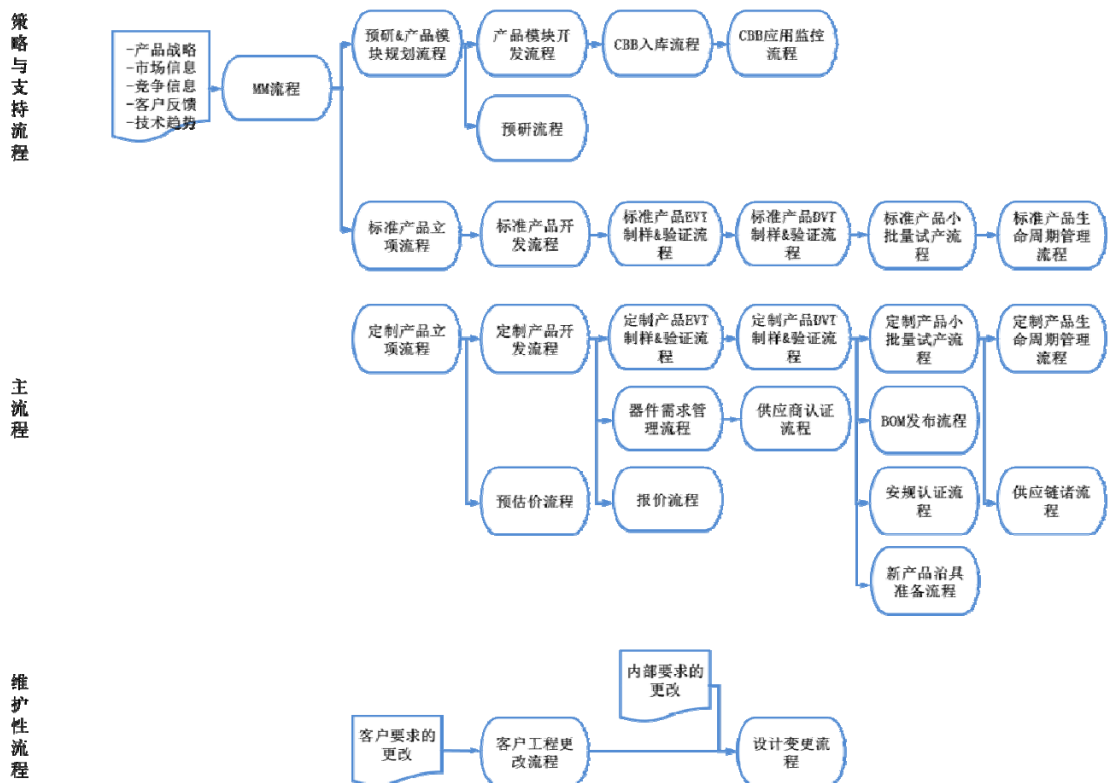 策
略
与
支
持
流
程
-产品战略
-市场信息
-竞争信息
-客户反馈
-技术趋势
MM流程
预研&产品模
块规划流程
产品模块开
发流程
CBB入库流程
CBB应用监控
流程
预研流程
标准产品立
项流程
标准产品开
发流程
标准产品EVT
制样&验证流
程
标准产品DVT
制样&验证流
程
标准产品小
批量试产流
程
标准产品生
命周期管理
流程
主
流
程
定制产品立
项流程
定制产品开
发流程
定制产品EVT
制样&验证流
程
定制产品DVT
制样&验证流
程
定制产品小
批量试产流
程
定制产品生
命周期管理
流程
器件需求管
理流程
供应商认证
流程
BOM发布流程
预估价流程
报价流程
安规认证流
程
供应链诸流
程
新产品治具
准备流程
维
护
性
流
程
内部要求的
更改
客户要求的
更改
客户工程更
改流程
设计变更流
程